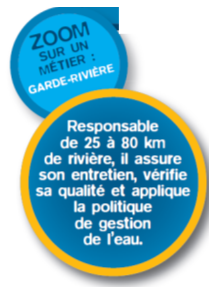 ZOOM
SUR UN
MÉTIER :
GARDE-RIVIÈRE
Responsable
de 25 à 80 km
de rivière, il assure
son entretien, vérifie
sa qualité et applique
la politique
de gestion
de l'eau.